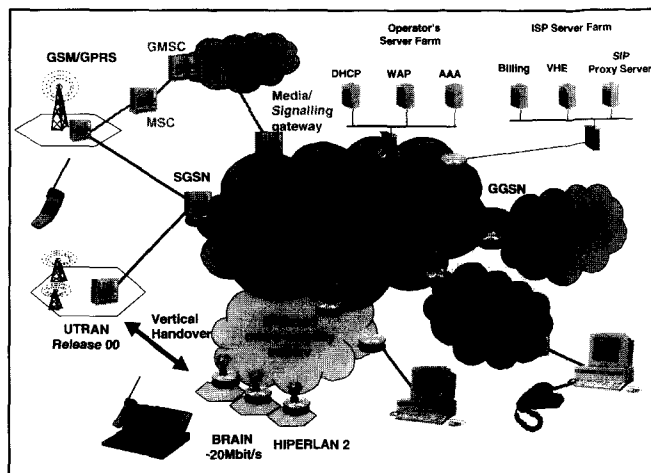 Operator's
Server Farm
ISP Server Farm
GSM/GPRS
GMSC
DHCP
WAP
AAA
Billing
VHE
SIP
Proxy Server
MSC
Media/
Signalling
gateway
SGSN
GGSN
UTRAN
Release 00
Vertical
Handover
BRAIN
~20Mbit/s
HIPERLAN 2